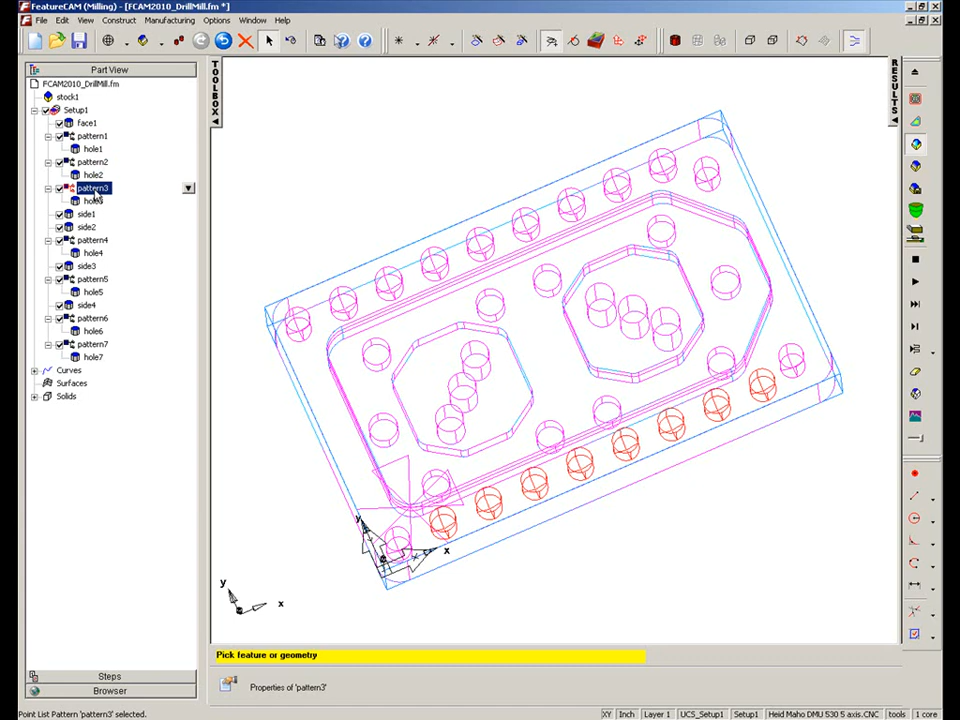 FeatureCAM (Milling) - [FCAM2010_DrillMill.fm *]
File Edit View Construct Manufacturing Options Window Help
Part View
FCAM2010_DrillMill.fm
stock1
Setup1
face1
pattern1
hole1
pattern2
hole2
pattern3
side1
side2
pattern4
hole4
side3
pattern5
hole5
side4
pattern6
hole6
pattern7
hole7
Curves
Surfaces
Solids
Steps
Browser
TOOLBOX
RESULTS
y
x
y
x
Pick feature or geometry
Properties of 'pattern3'
Point List Pattern 'pattern3' selected.
XY Inch Layer 1 UCS_Setup1 Setup1 Heid Maho DMU 530 5 axis.CNC tools 1 core